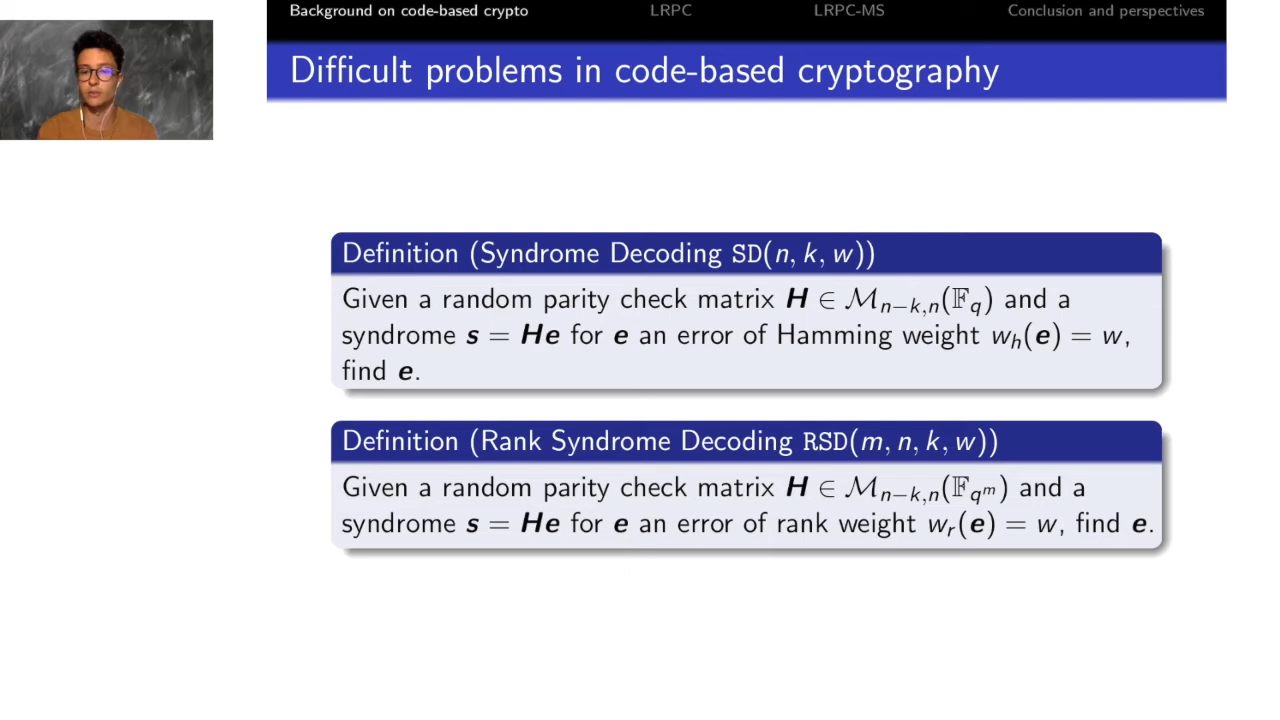 Background on code-based crypto LRPC LRPC-MS Conclusion and perspectives
Difficult problems in code-based cryptography
Definition (Syndrome Decoding SD(n, k, w))
Given a random parity check matrix H ∈ ℳₙ₋ₖ,ₙ(𝔽_q) and a
syndrome s = He for e an error of Hamming weight w_h(e) = w,
find e.
Definition (Rank Syndrome Decoding RSD(m, n, k, w))
Given a random parity check matrix H ∈ ℳₙ₋ₖ,ₙ(𝔽_{q^m}) and a
syndrome s = He for e an error of rank weight w_r(e) = w, find e.